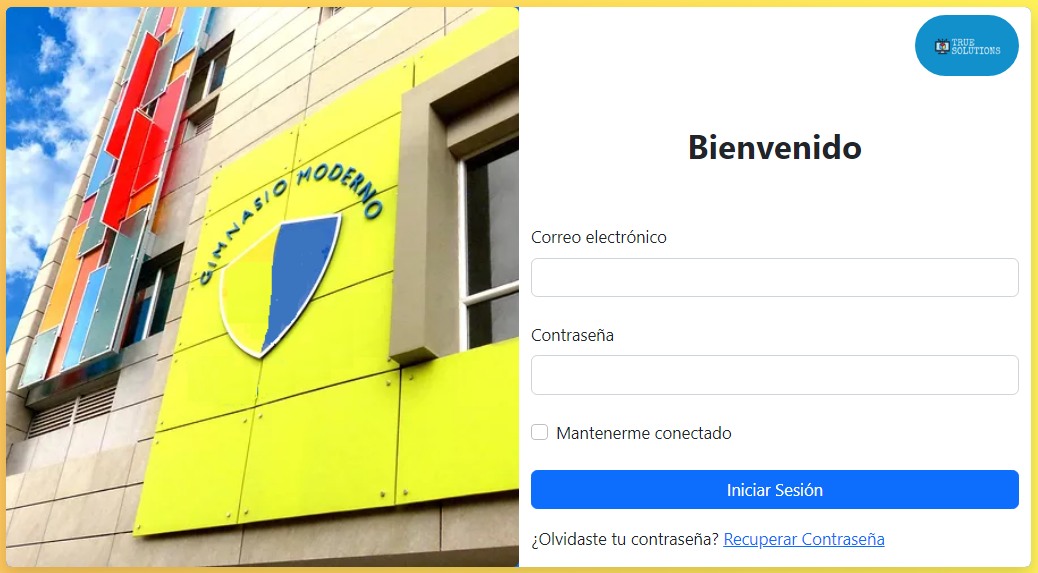 GIMNASIO MODERNO
TRUE
SOLUTIONS
Bienvenido
Correo electrónico
Contraseña
Mantenerme conectado
Iniciar Sesión
¿Olvidaste tu contraseña? Recuperar Contraseña